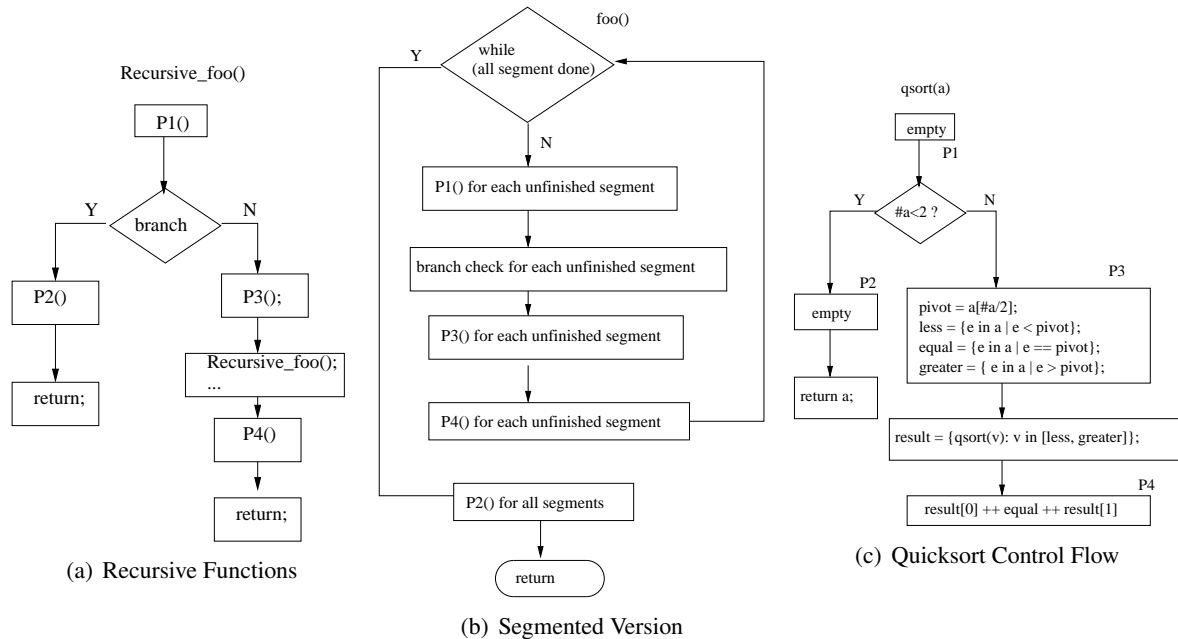 Recursive_foo()
P1()
Y
N
branch
P2()
P3();
Recursive_foo();
...
return;
P4()
return;
(a) Recursive Functions
foo()
Y
while
(all segment done)
N
P1() for each unfinished segment
branch check for each unfinished segment
P3() for each unfinished segment
P4() for each unfinished segment
P2() for all segments
return
(b) Segmented Version
qsort(a)
empty
P1
Y
N
#a<2 ?
P3
P2
empty
pivot = a[#a/2];
less = {e in a | e < pivot};
equal = {e in a | e == pivot};
greater = { e in a | e > pivot};
return a;
result = {qsort(v): v in [less, greater]};
P4
result[0] ++ equal ++ result[1]
(c) Quicksort Control Flow